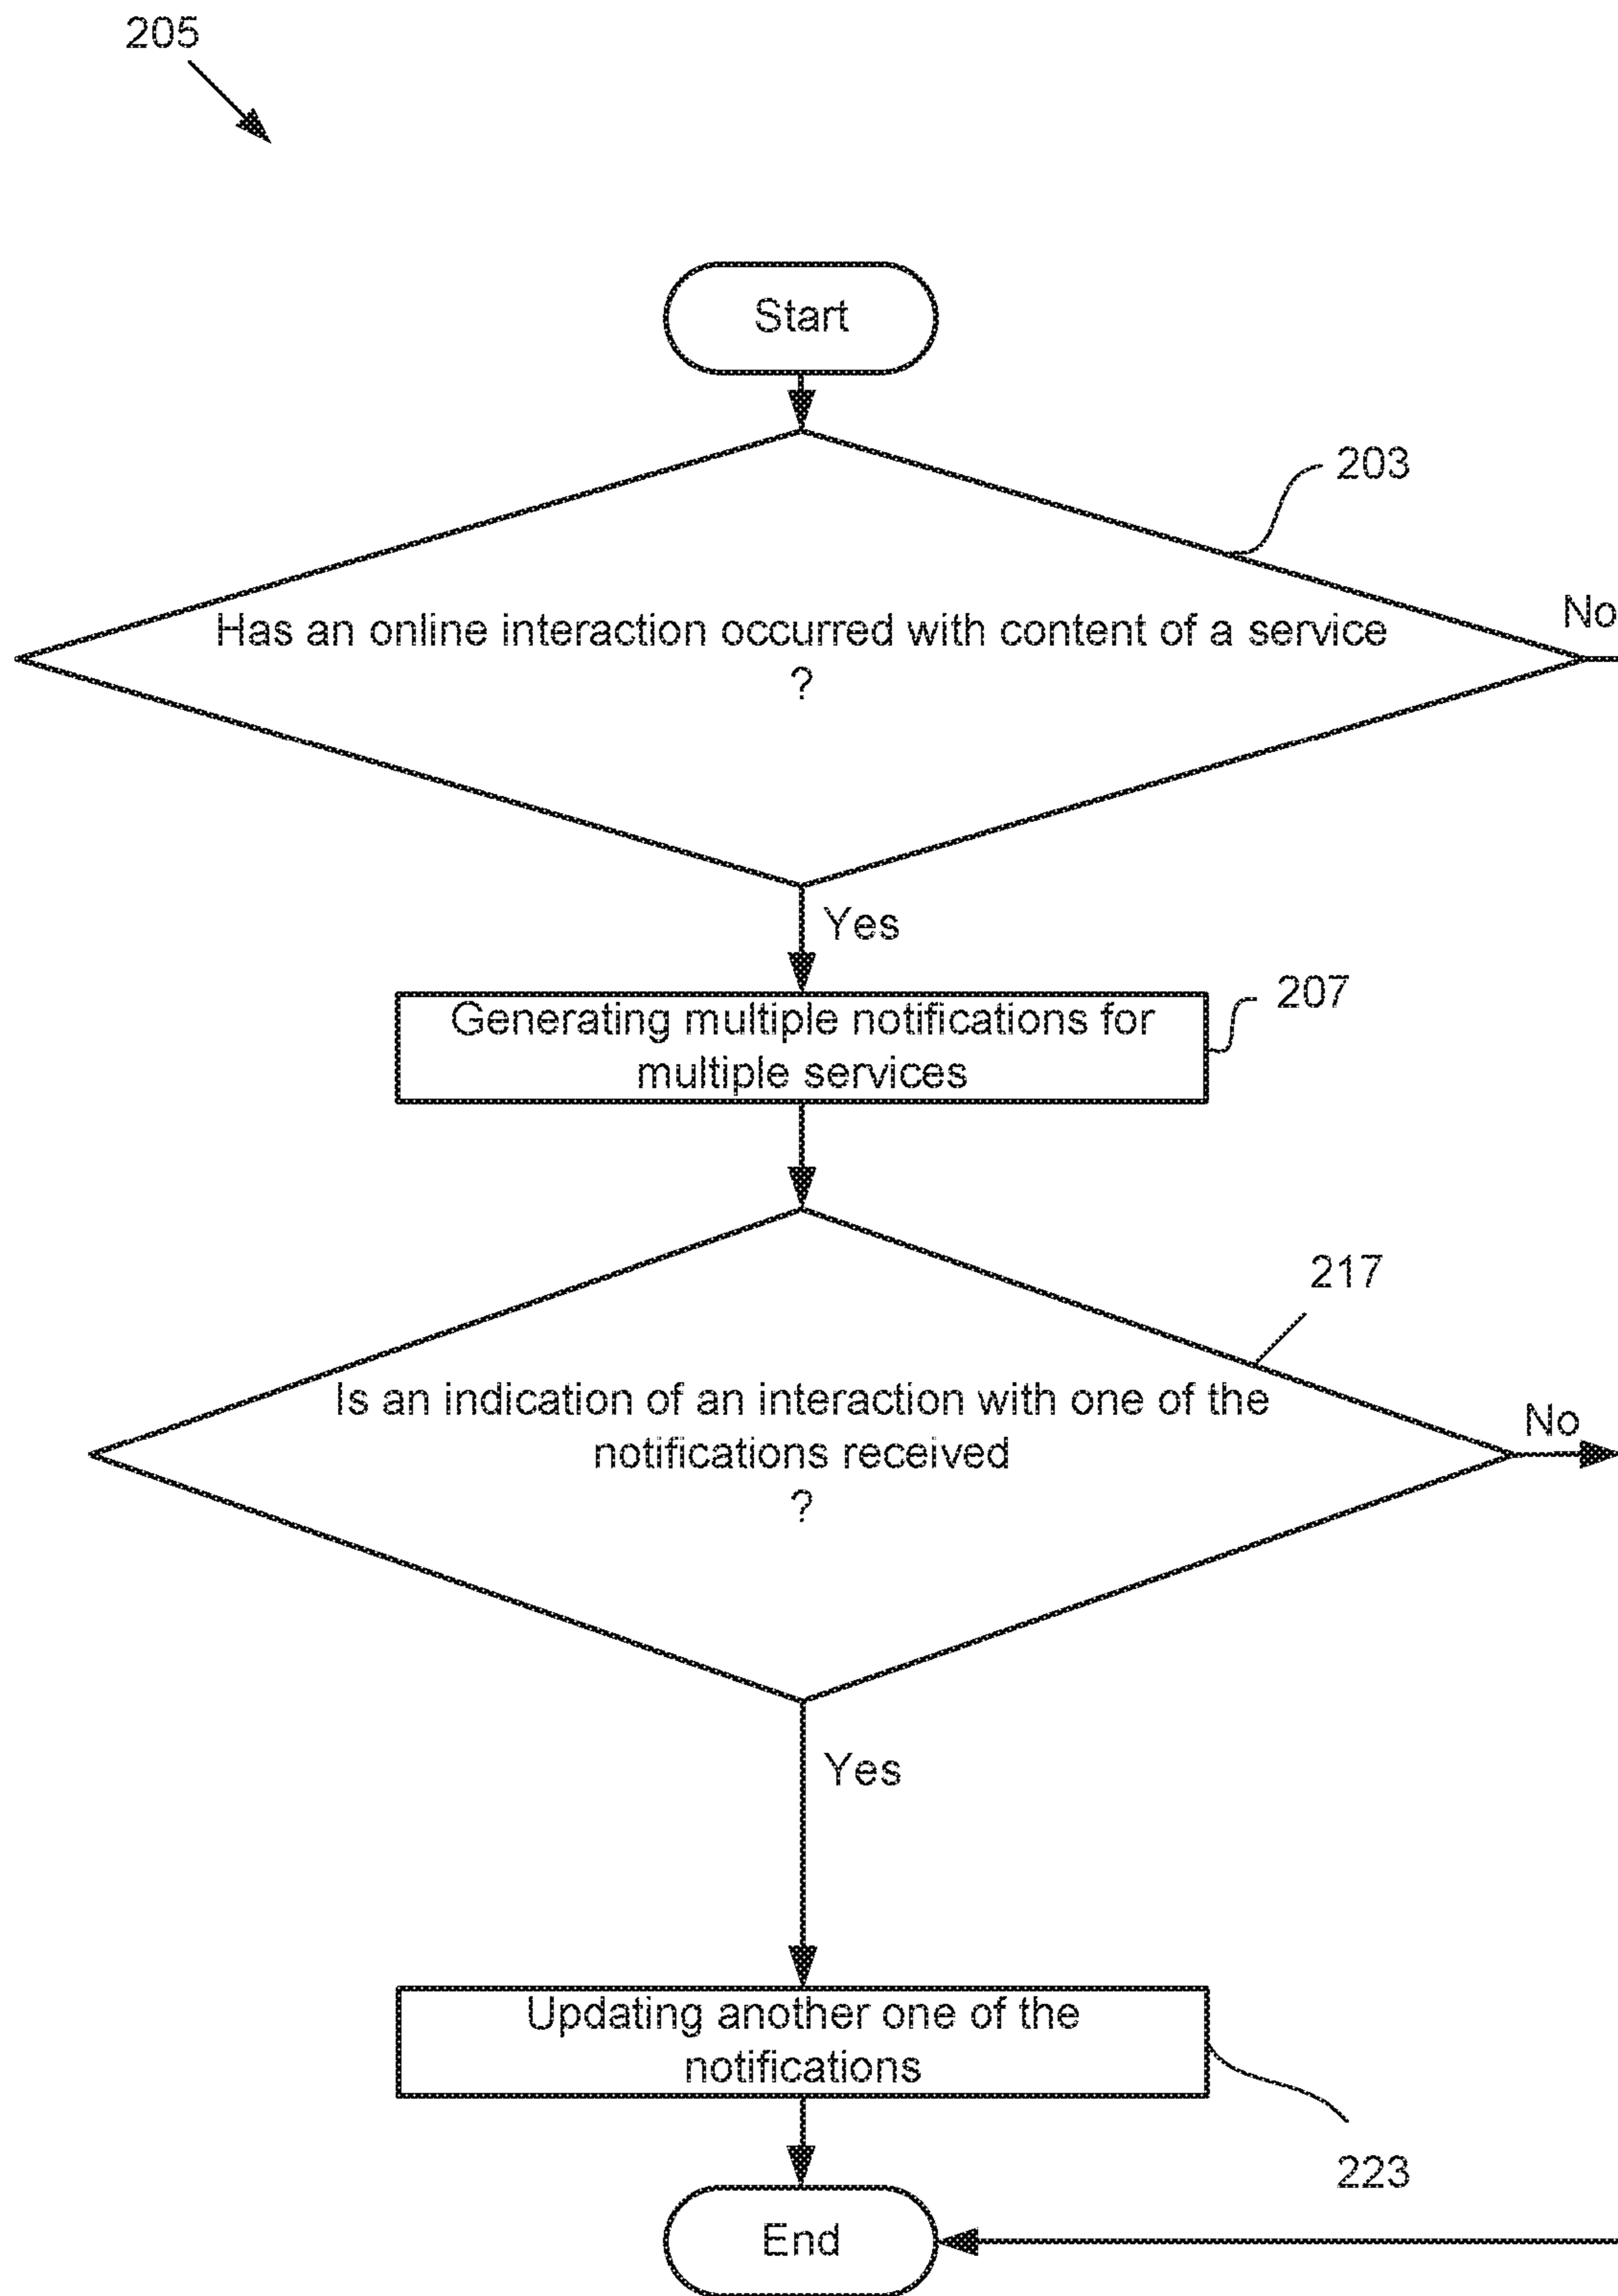 205
Start
203
Has an online interaction occurred with content of a service
?
No
Yes
Generating multiple notifications for
multiple services
207
217
Is an indication of an interaction with one of the
notifications received
?
No
Yes
Updating another one of the
notifications
223
End